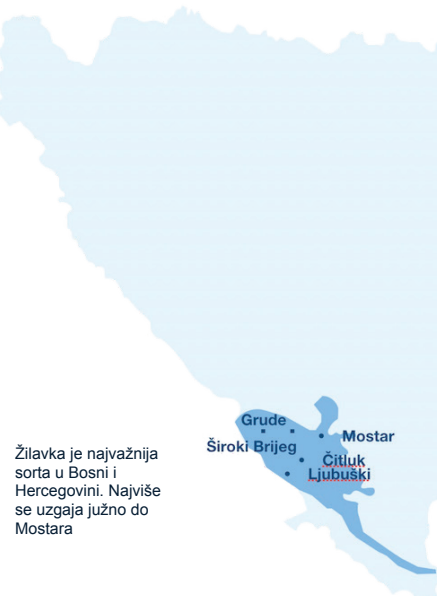 Grude
Široki Brijeg
Mostar
Čitluk
Ljubuški
Žilavka je najvažnija
sorta u Bosni i
Hercegovini. Najviše
se uzgaja južno do
Mostara